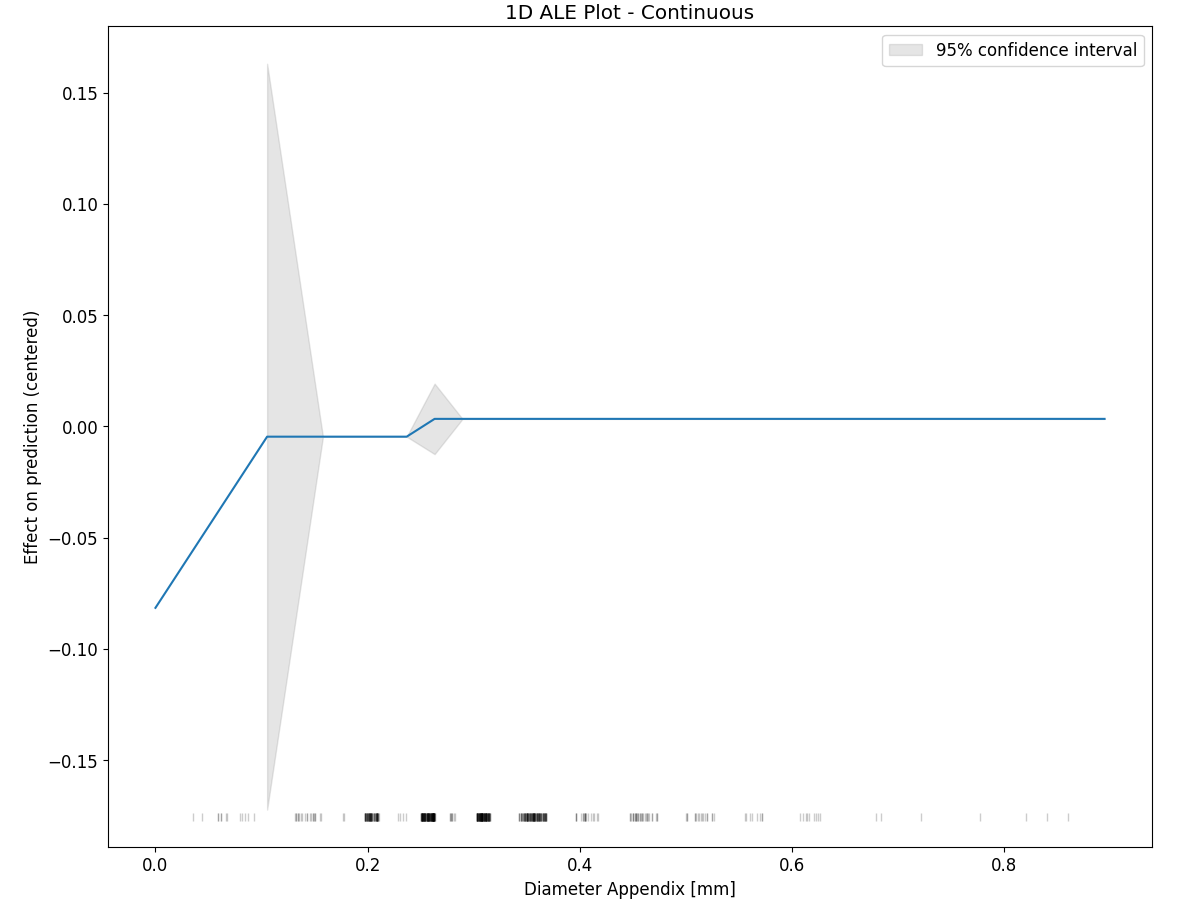 1D ALE Plot - Continuous
95% confidence interval
0.15
0.10
0.05
0.00
−0.05
−0.10
−0.15
Effect on prediction (centered)
0.0 0.2 0.4 0.6 0.8
Diameter Appendix [mm]